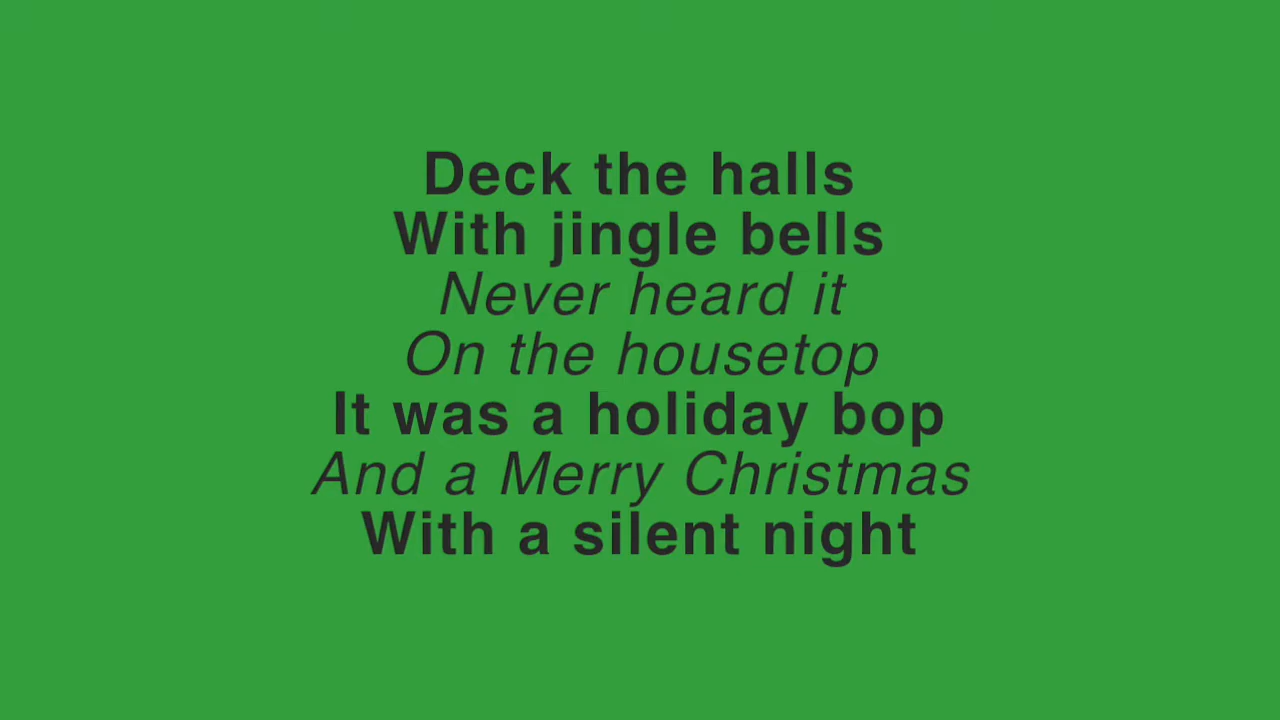 Deck the halls
With jingle bells
Never heard it
On the housetop
It was a holiday bop
And a Merry Christmas
With a silent night